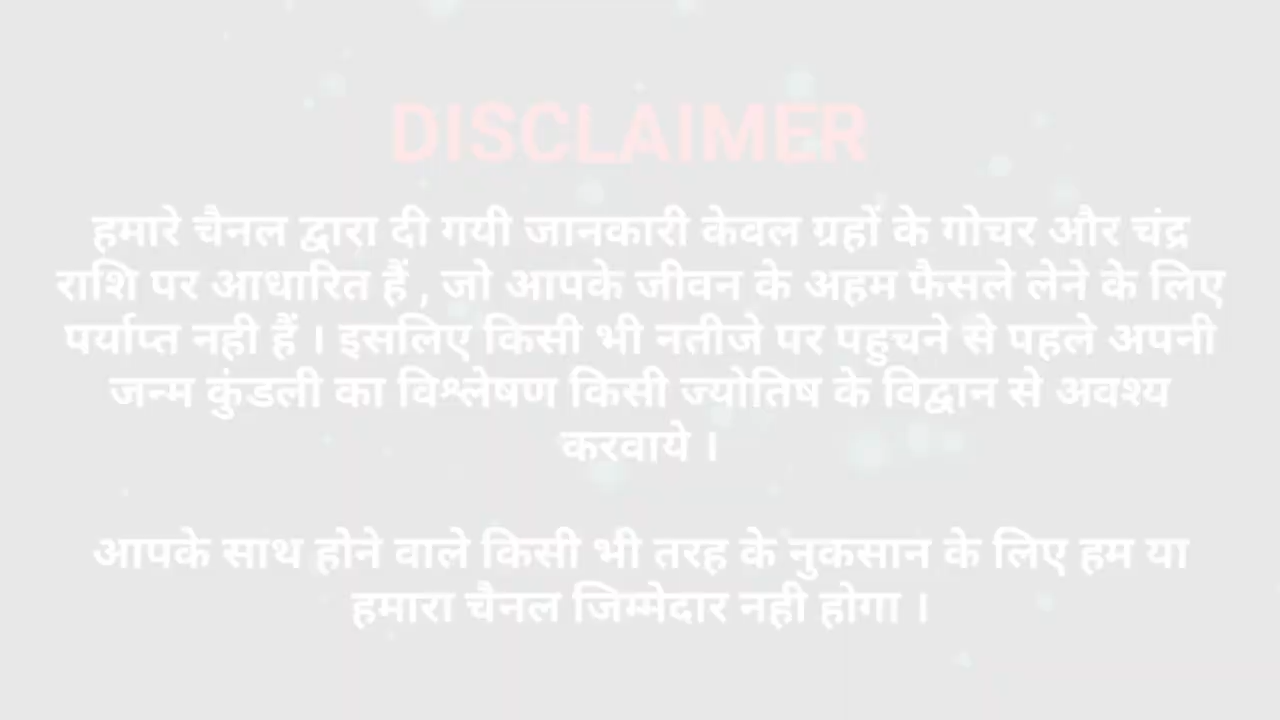 DISCLAIMER
हमारे चैनल द्वारा दी गयी जानकारी केवल ग्रहों के गोचर और चंद्र
राशि पर आधारित हैं , जो आपके जीवन के अहम फैसले लेने के लिए
पर्याप्त नही हैं । इसलिए किसी भी नतीजे पर पहुचने से पहले अपनी
जन्म कुंडली का विश्लेषण किसी ज्योतिष के विद्वान से अवश्य
करवाये ।
आपके साथ होने वाले किसी भी तरह के नुकसान के लिए हम या
हमारा चैनल जिम्मेदार नही होगा ।